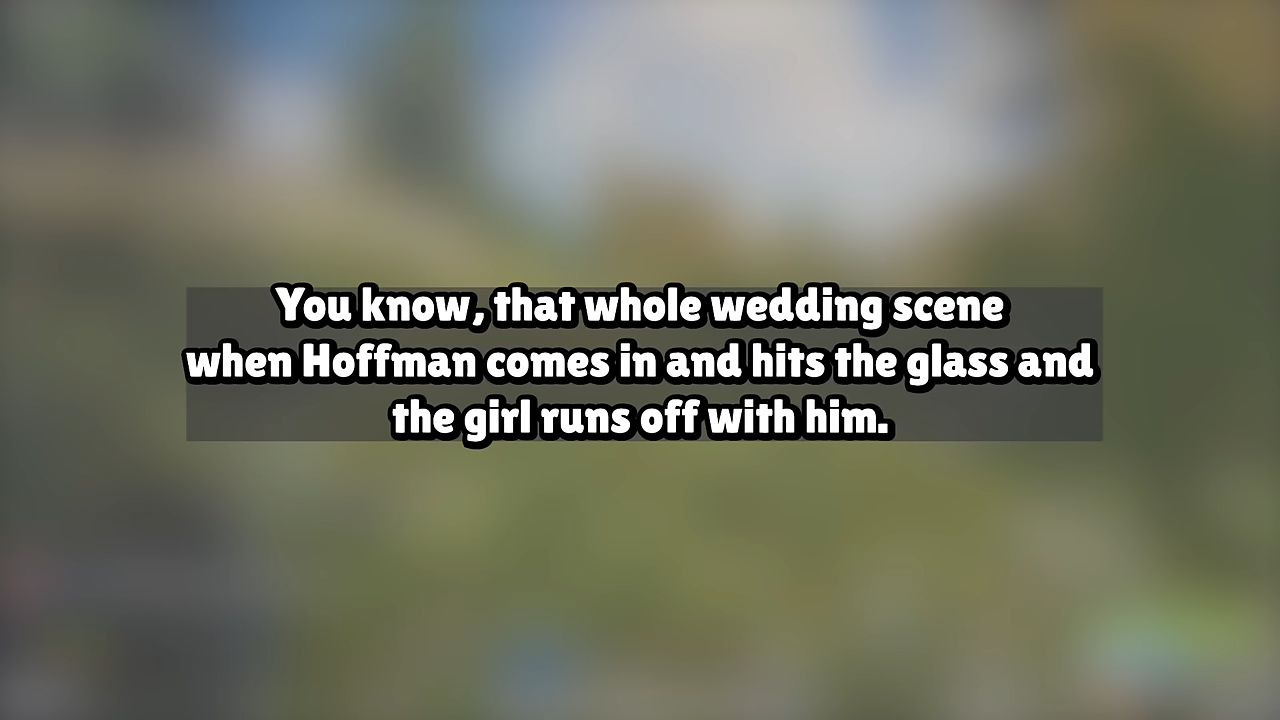 You know, that whole wedding scene
when Hoffman comes in and hits the glass and
the girl runs off with him.